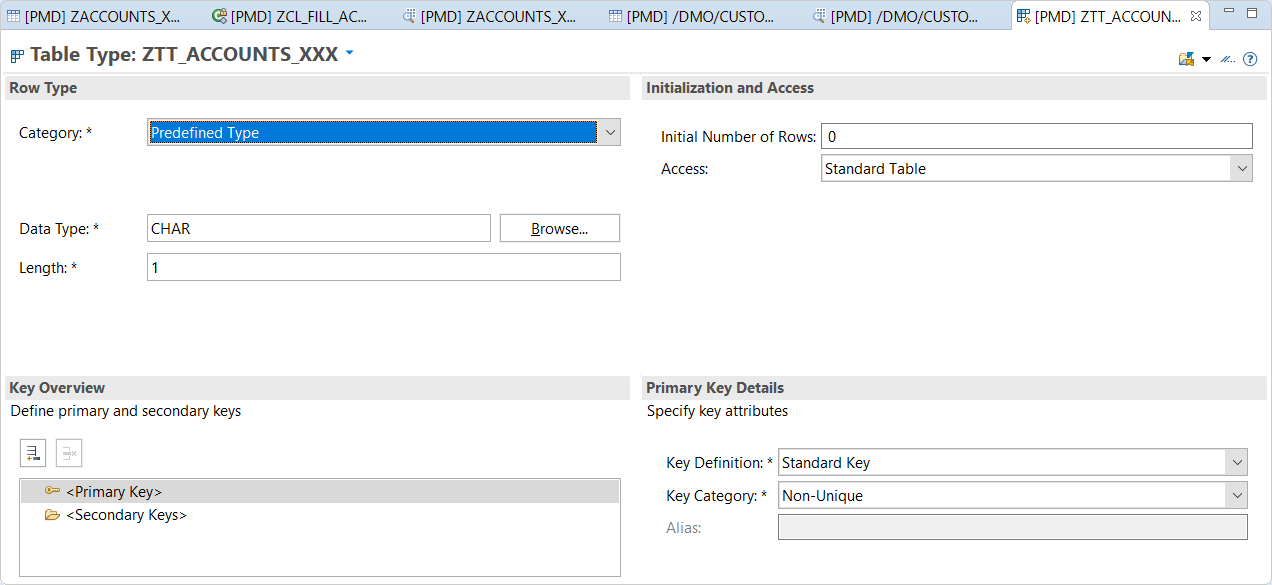 [PMD] ZACCOUNTS_X... [PMD] ZCL_FILL_AC... [PMD] ZACCOUNTS_X... [PMD] /DMO/CUSTO... [PMD] /DMO/CUSTO... [PMD] ZTT_ACCOUN...
Table Type: ZTT_ACCOUNTS_XXX
Row Type
Category: *
Predefined Type
Data Type: *
CHAR
Browse...
Length: *
1
Initialization and Access
Initial Number of Rows:
0
Access:
Standard Table
Key Overview
Define primary and secondary keys
<Primary Key>
<Secondary Keys>
Primary Key Details
Specify key attributes
Key Definition: *
Standard Key
Key Category: *
Non-Unique
Alias: